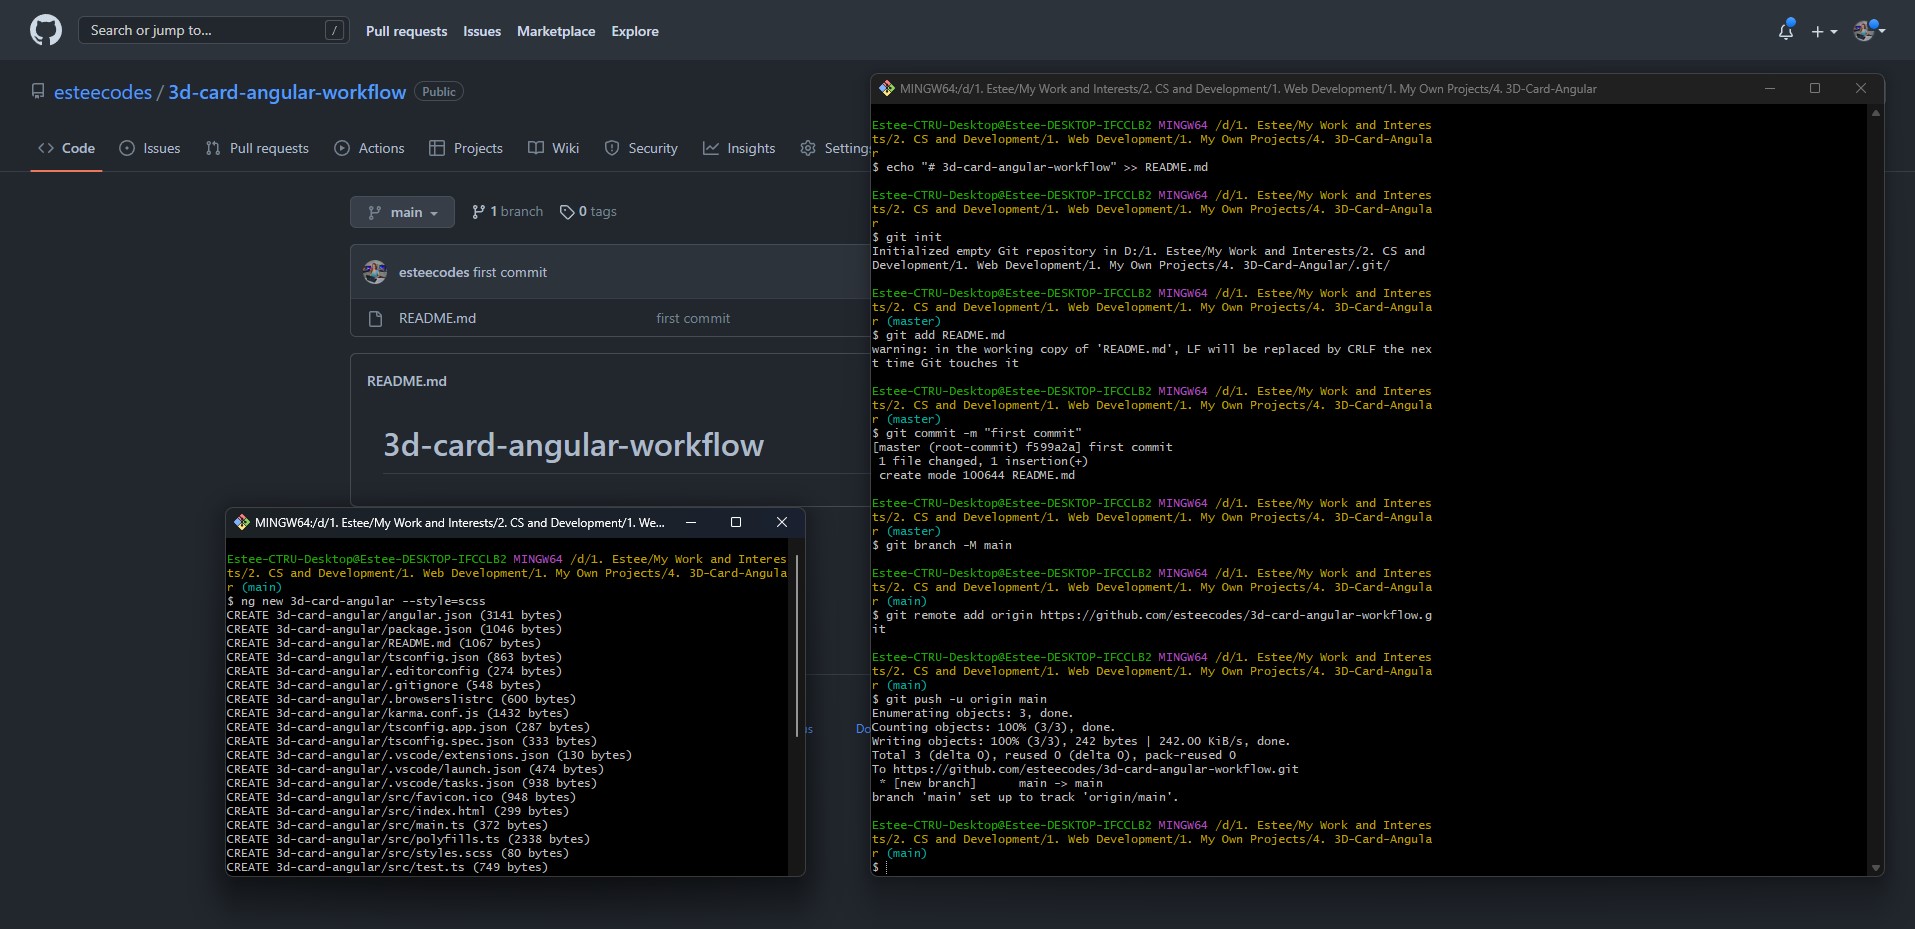 Search or jump to... /
Pull requests Issues Marketplace Explore
esteecodes / 3d-card-angular-workflow Public
Code Issues Pull requests Actions Projects Wiki Security Insights Settings
main 1 branch 0 tags
esteecodes first commit
README.md first commit
README.md
3d-card-angular-workflow
MINGW64:/d/1. Estee/My Work and Interests/2. CS and Development/1. We...
Estee-CTRU-Desktop@Estee-DESKTOP-IFCCLB2 MINGW64 /d/1. Estee/My Work and Interes
ts/2. CS and Development/1. Web Development/1. My Own Projects/4. 3D-Card-Angula
r (main)
$ ng new 3d-card-angular --style=scss
CREATE 3d-card-angular/angular.json (3141 bytes)
CREATE 3d-card-angular/package.json (1046 bytes)
CREATE 3d-card-angular/README.md (1067 bytes)
CREATE 3d-card-angular/tsconfig.json (863 bytes)
CREATE 3d-card-angular/.editorconfig (274 bytes)
CREATE 3d-card-angular/.gitignore (548 bytes)
CREATE 3d-card-angular/.browserslistrc (600 bytes)
CREATE 3d-card-angular/karma.conf.js (1432 bytes)
CREATE 3d-card-angular/tsconfig.app.json (287 bytes)
CREATE 3d-card-angular/tsconfig.spec.json (333 bytes)
CREATE 3d-card-angular/.vscode/extensions.json (130 bytes)
CREATE 3d-card-angular/.vscode/launch.json (474 bytes)
CREATE 3d-card-angular/.vscode/tasks.json (938 bytes)
CREATE 3d-card-angular/src/favicon.ico (948 bytes)
CREATE 3d-card-angular/src/index.html (299 bytes)
CREATE 3d-card-angular/src/main.ts (372 bytes)
CREATE 3d-card-angular/src/polyfills.ts (2338 bytes)
CREATE 3d-card-angular/src/styles.scss (80 bytes)
CREATE 3d-card-angular/src/test.ts (749 bytes)
MINGW64:/d/1. Estee/My Work and Interests/2. CS and Development/1. Web Development/1. My Own Projects/4. 3D-Card-Angular
Estee-CTRU-Desktop@Estee-DESKTOP-IFCCLB2 MINGW64 /d/1. Estee/My Work and Interes
ts/2. CS and Development/1. Web Development/1. My Own Projects/4. 3D-Card-Angula
r
$ echo "# 3d-card-angular-workflow" >> README.md
Estee-CTRU-Desktop@Estee-DESKTOP-IFCCLB2 MINGW64 /d/1. Estee/My Work and Interes
ts/2. CS and Development/1. Web Development/1. My Own Projects/4. 3D-Card-Angula
r
$ git init
Initialized empty Git repository in D:/1. Estee/My Work and Interests/2. CS and
Development/1. Web Development/1. My Own Projects/4. 3D-Card-Angular/.git/
Estee-CTRU-Desktop@Estee-DESKTOP-IFCCLB2 MINGW64 /d/1. Estee/My Work and Interes
ts/2. CS and Development/1. Web Development/1. My Own Projects/4. 3D-Card-Angula
r (master)
$ git add README.md
warning: in the working copy of 'README.md', LF will be replaced by CRLF the nex
t time Git touches it
Estee-CTRU-Desktop@Estee-DESKTOP-IFCCLB2 MINGW64 /d/1. Estee/My Work and Interes
ts/2. CS and Development/1. Web Development/1. My Own Projects/4. 3D-Card-Angula
r (master)
$ git commit -m "first commit"
[master (root-commit) f599a2a] first commit
1 file changed, 1 insertion(+)
create mode 100644 README.md
Estee-CTRU-Desktop@Estee-DESKTOP-IFCCLB2 MINGW64 /d/1. Estee/My Work and Interes
ts/2. CS and Development/1. Web Development/1. My Own Projects/4. 3D-Card-Angula
r (master)
$ git branch -M main
Estee-CTRU-Desktop@Estee-DESKTOP-IFCCLB2 MINGW64 /d/1. Estee/My Work and Interes
ts/2. CS and Development/1. Web Development/1. My Own Projects/4. 3D-Card-Angula
r (main)
$ git remote add origin https://github.com/esteecodes/3d-card-angular-workflow.g
it
Estee-CTRU-Desktop@Estee-DESKTOP-IFCCLB2 MINGW64 /d/1. Estee/My Work and Interes
ts/2. CS and Development/1. Web Development/1. My Own Projects/4. 3D-Card-Angula
r (main)
$ git push -u origin main
Enumerating objects: 3, done.
Counting objects: 100% (3/3), done.
Writing objects: 100% (3/3), 242 bytes | 242.00 KiB/s, done.
Total 3 (delta 0), reused 0 (delta 0), pack-reused 0
To https://github.com/esteecodes/3d-card-angular-workflow.git
* [new branch] main -> main
branch 'main' set up to track 'origin/main'.
Estee-CTRU-Desktop@Estee-DESKTOP-IFCCLB2 MINGW64 /d/1. Estee/My Work and Interes
ts/2. CS and Development/1. Web Development/1. My Own Projects/4. 3D-Card-Angula
r (main)
$